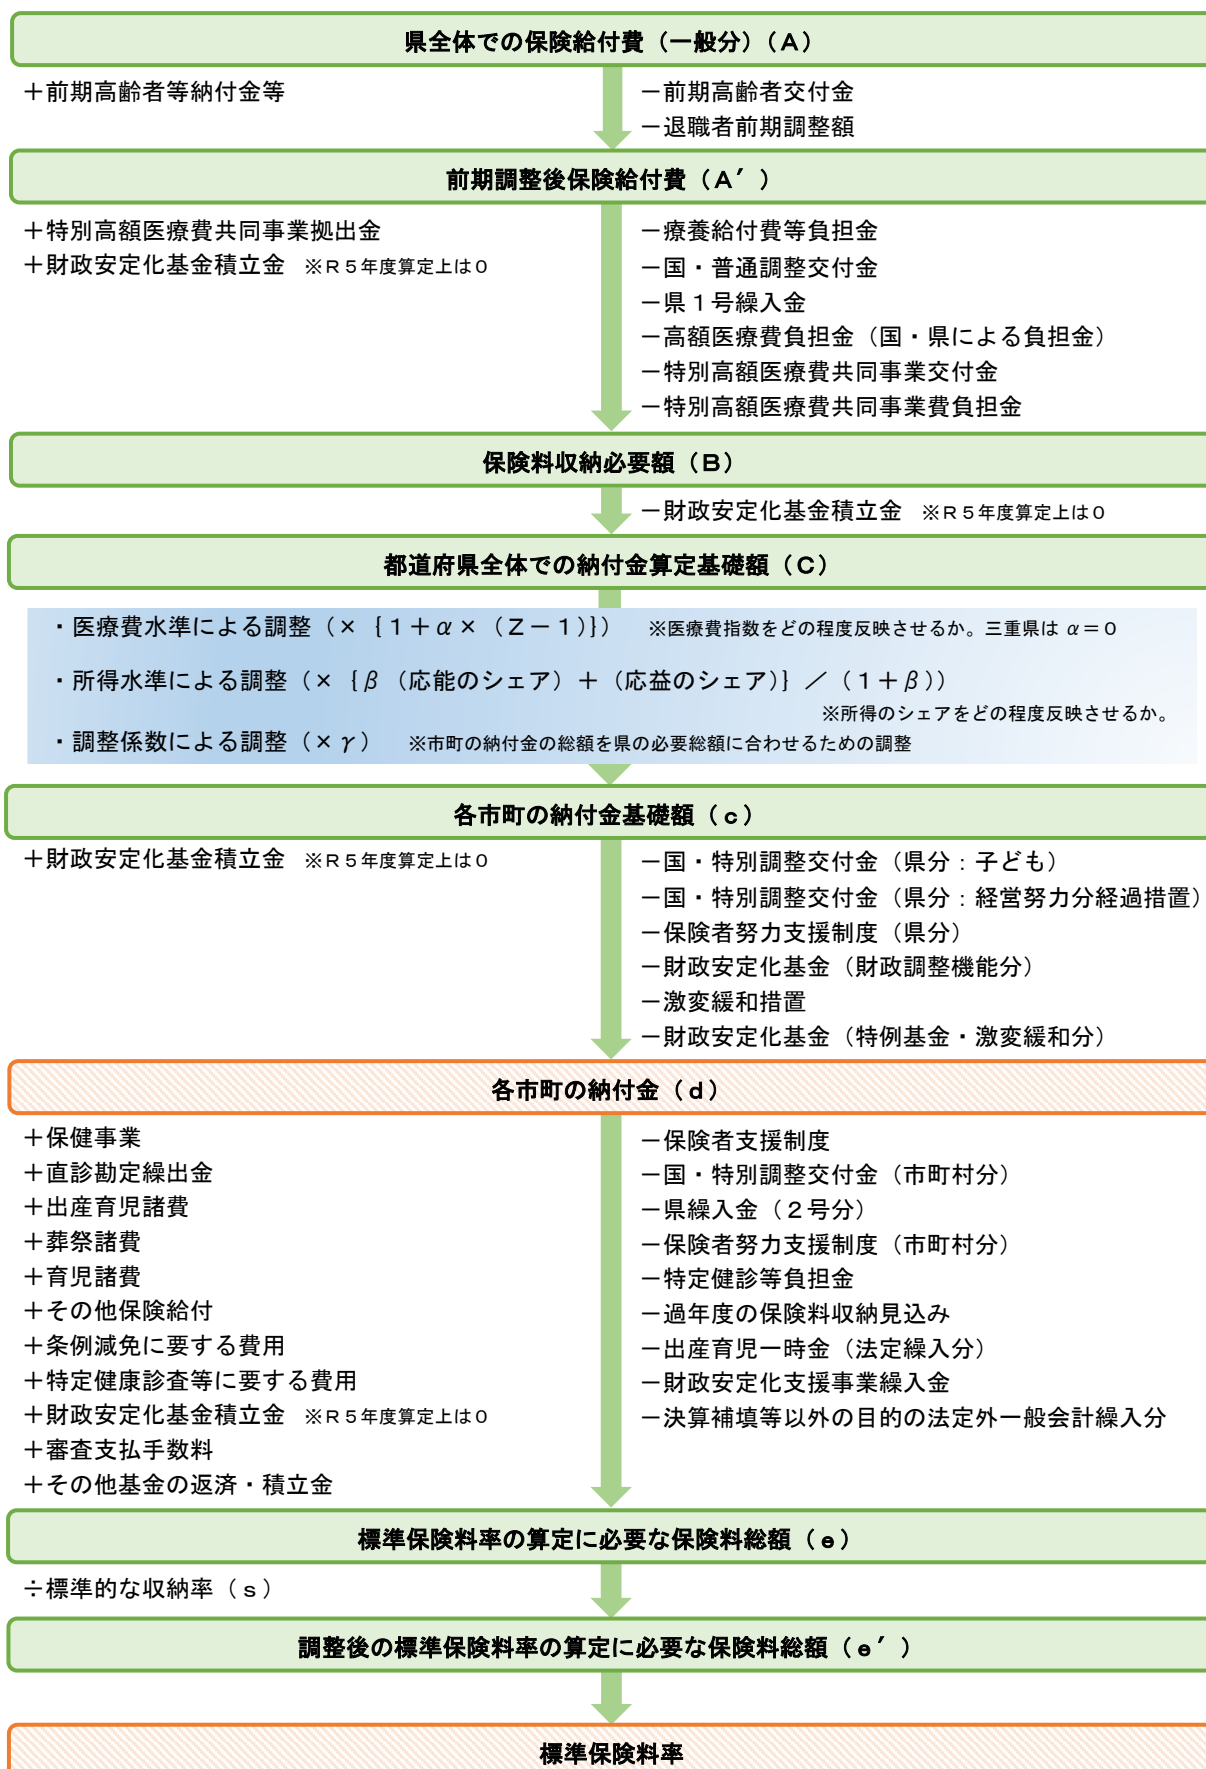 県全体での保険給付費（一般分）（Ａ）
＋前期高齢者等納付金等
－前期高齢者交付金
－退職者前期調整額
前期調整後保険給付費（Ａ′）
＋特別高額医療費共同事業拠出金
＋財政安定化基金積立金　※Ｒ５年度算定上は０
－療養給付費等負担金
－国・普通調整交付金
－県１号繰入金
－高額医療費負担金（国・県による負担金）
－特別高額医療費共同事業交付金
－特別高額医療費共同事業費負担金
保険料収納必要額（Ｂ）
－財政安定化基金積立金　※Ｒ５年度算定上は０
都道府県全体での納付金算定基礎額（Ｃ）
・医療費水準による調整（×｛１＋α×（Ｚ－１）｝）　※医療費指数をどの程度反映させるか。三重県は α＝０
・所得水準による調整（×｛β（応能のシェア）＋（応益のシェア）｝／（１＋β））
※所得のシェアをどの程度反映させるか。
・調整係数による調整（×γ）　※市町の納付金の総額を県の必要総額に合わせるための調整
各市町の納付金基礎額（ｃ）
＋財政安定化基金積立金　※Ｒ５年度算定上は０
－国・特別調整交付金（県分：子ども）
－国・特別調整交付金（県分：経営努力分経過措置）
－保険者努力支援制度（県分）
－財政安定化基金（財政調整機能分）
－激変緩和措置
－財政安定化基金（特例基金・激変緩和分）
各市町の納付金（ｄ）
＋保健事業
＋直診勘定繰出金
＋出産育児諸費
＋葬祭諸費
＋育児諸費
＋その他保険給付
＋条例減免に要する費用
＋特定健康診査等に要する費用
＋財政安定化基金積立金　※Ｒ５年度算定上は０
＋審査支払手数料
＋その他基金の返済・積立金
－保険者支援制度
－国・特別調整交付金（市町村分）
－県繰入金（２号分）
－保険者努力支援制度（市町村分）
－特定健診等負担金
－過年度の保険料収納見込み
－出産育児一時金（法定繰入分）
－財政安定化支援事業繰入金
－決算補填等以外の目的の法定外一般会計繰入分
標準保険料率の算定に必要な保険料総額（ｅ）
÷標準的な収納率（ｓ）
調整後の標準保険料率の算定に必要な保険料総額（ｅ′）
標準保険料率